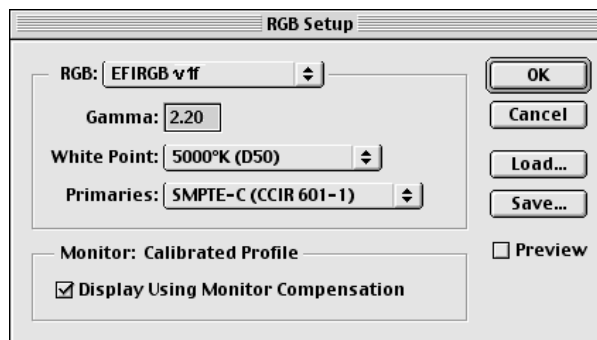 RGB Setup
RGB: EFIRGB v1f
Gamma: 2.20
White Point: 5000°K (D50)
Primaries: SMPTE-C (CCIR 601-1)
Monitor: Calibrated Profile
Display Using Monitor Compensation
OK
Cancel
Load...
Save...
Preview